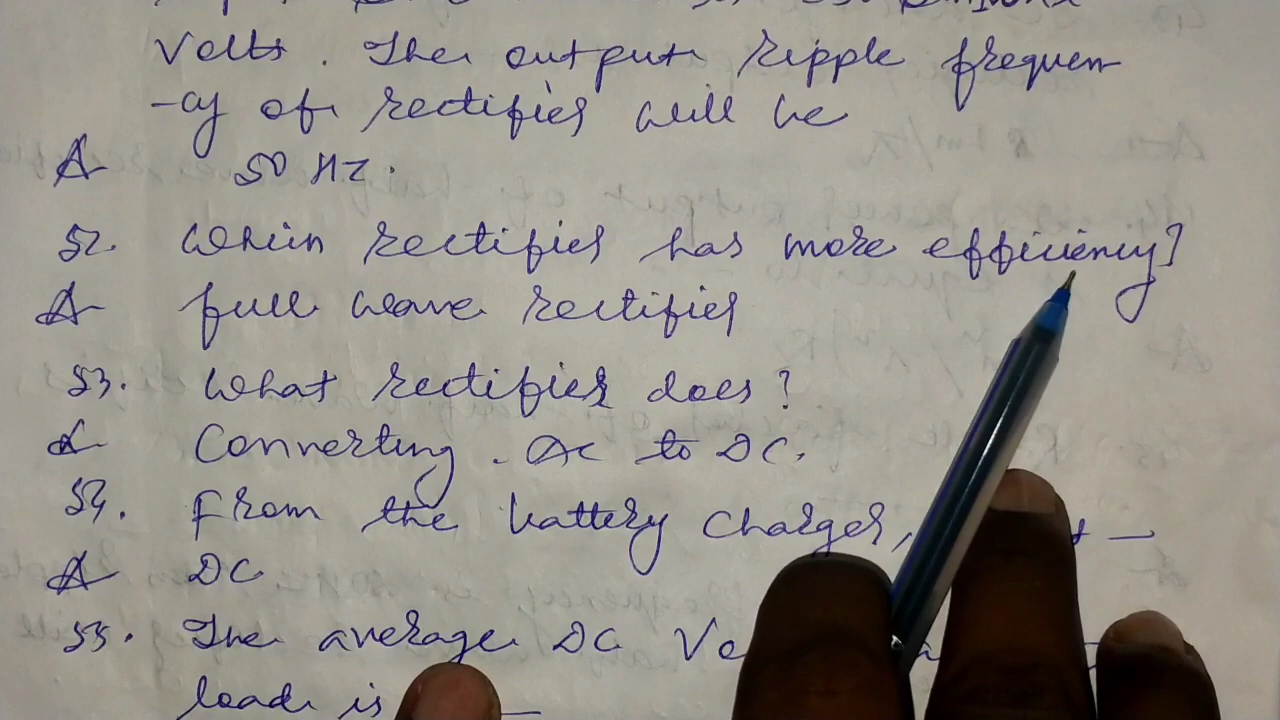 Volts. The output ripple frequen-
-cy of rectifier will be
A 50 HZ.
52. Which rectifier has more efficiency?
A full wave rectifier
53. What rectifier does?
A Converting AC to DC.
54. From the battery charger, —
A DC
55. The average DC
load is —